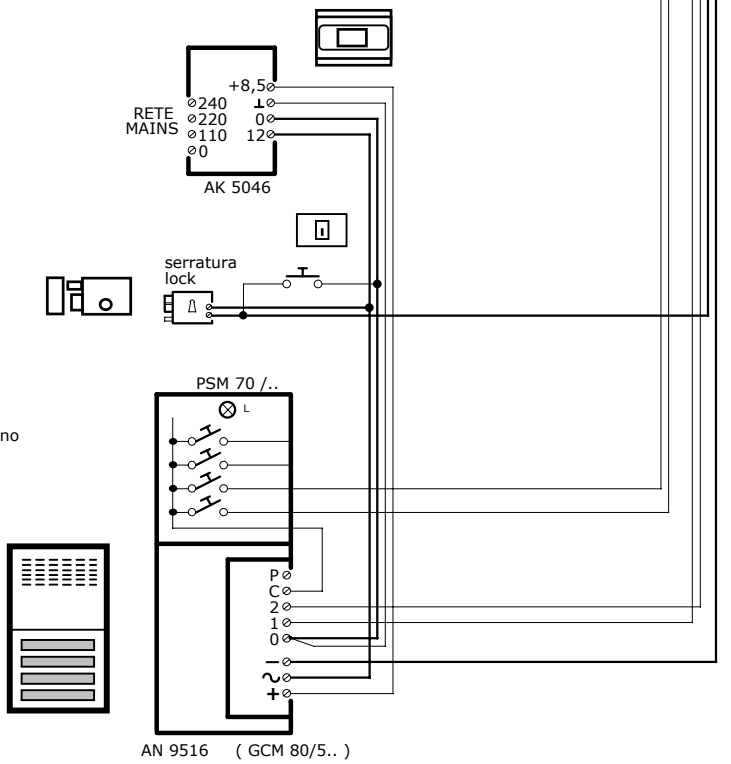 +8,5
RETE
MAINS
240
220
110
0
⊥
0
12
AK 5046
serratura
lock
PSM 70 /..
L
no
P
C
2
1
0
−
~
+
AN 9516 ( GCM 80/5.. )